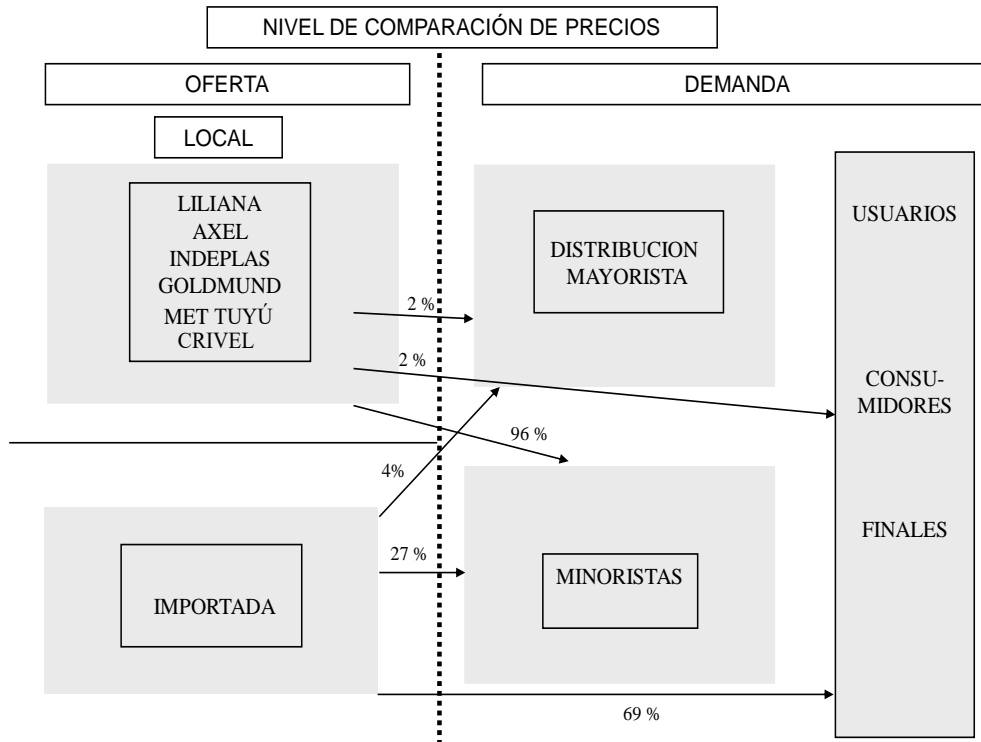 NIVEL DE COMPARACIÓN DE PRECIOS
OFERTA
DEMANDA
LOCAL
LILIANA
AXEL
INDEPLAS
GOLDMUND
MET TUYÚ
CRIVEL
DISTRIBUCION
MAYORISTA
USUARIOS
CONSU-
MIDORES
FINALES
2 %
2 %
96 %
4%
27 %
IMPORTADA
MINORISTAS
69 %